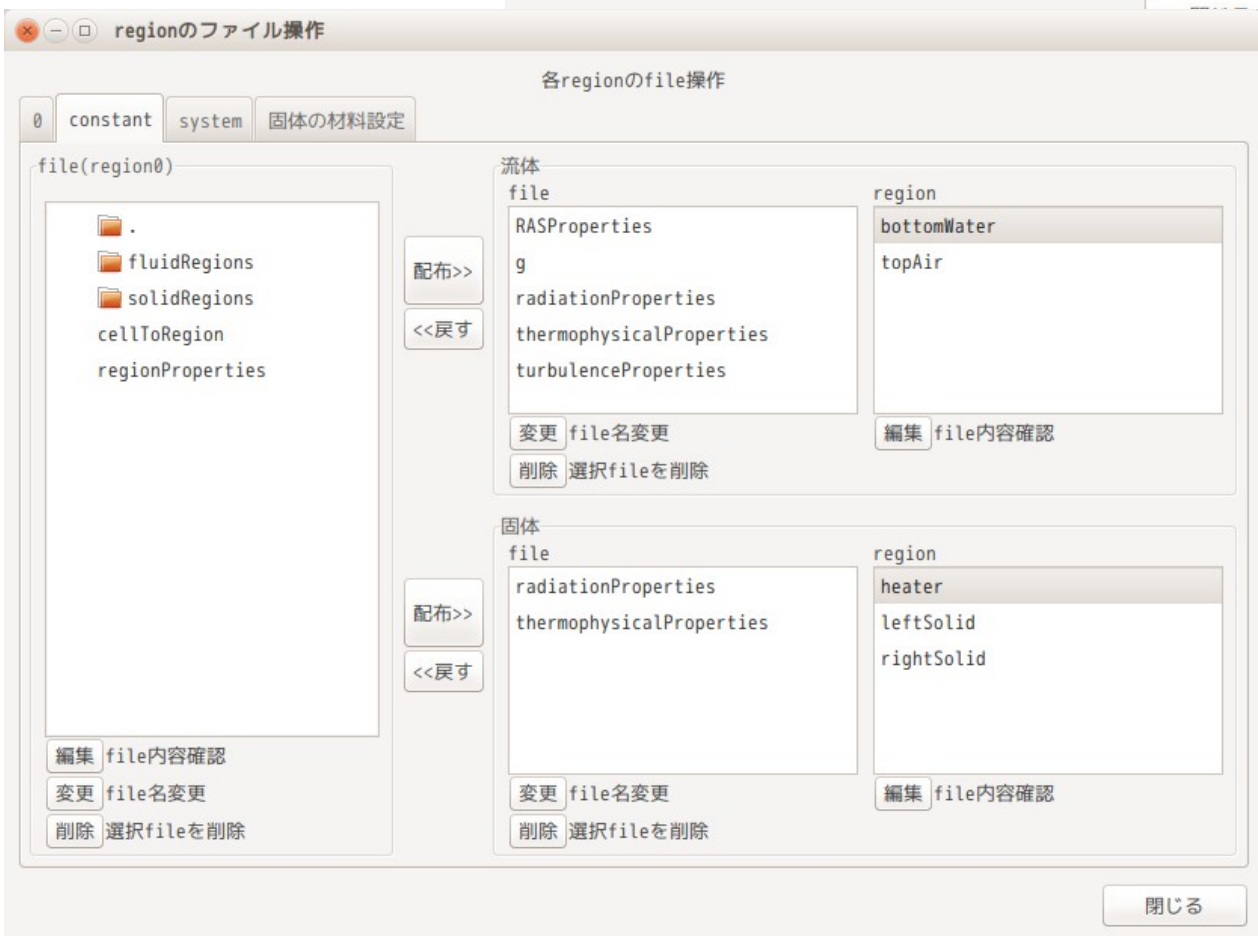 regionのファイル操作
各regionのfile操作
0 constant system 固体の材料設定
file(region0)
.
fluidRegions
solidRegions
cellToRegion
regionProperties
編集 file内容確認
変更 file名変更
削除 選択fileを削除
配布>>
<<戻す
配布>>
<<戻す
流体
file
RASProperties
g
radiationProperties
thermophysicalProperties
turbulenceProperties
変更 file名変更
削除 選択fileを削除
region
bottomWater
topAir
編集 file内容確認
固体
file
radiationProperties
thermophysicalProperties
変更 file名変更
削除 選択fileを削除
region
heater
leftSolid
rightSolid
編集 file内容確認
閉じる